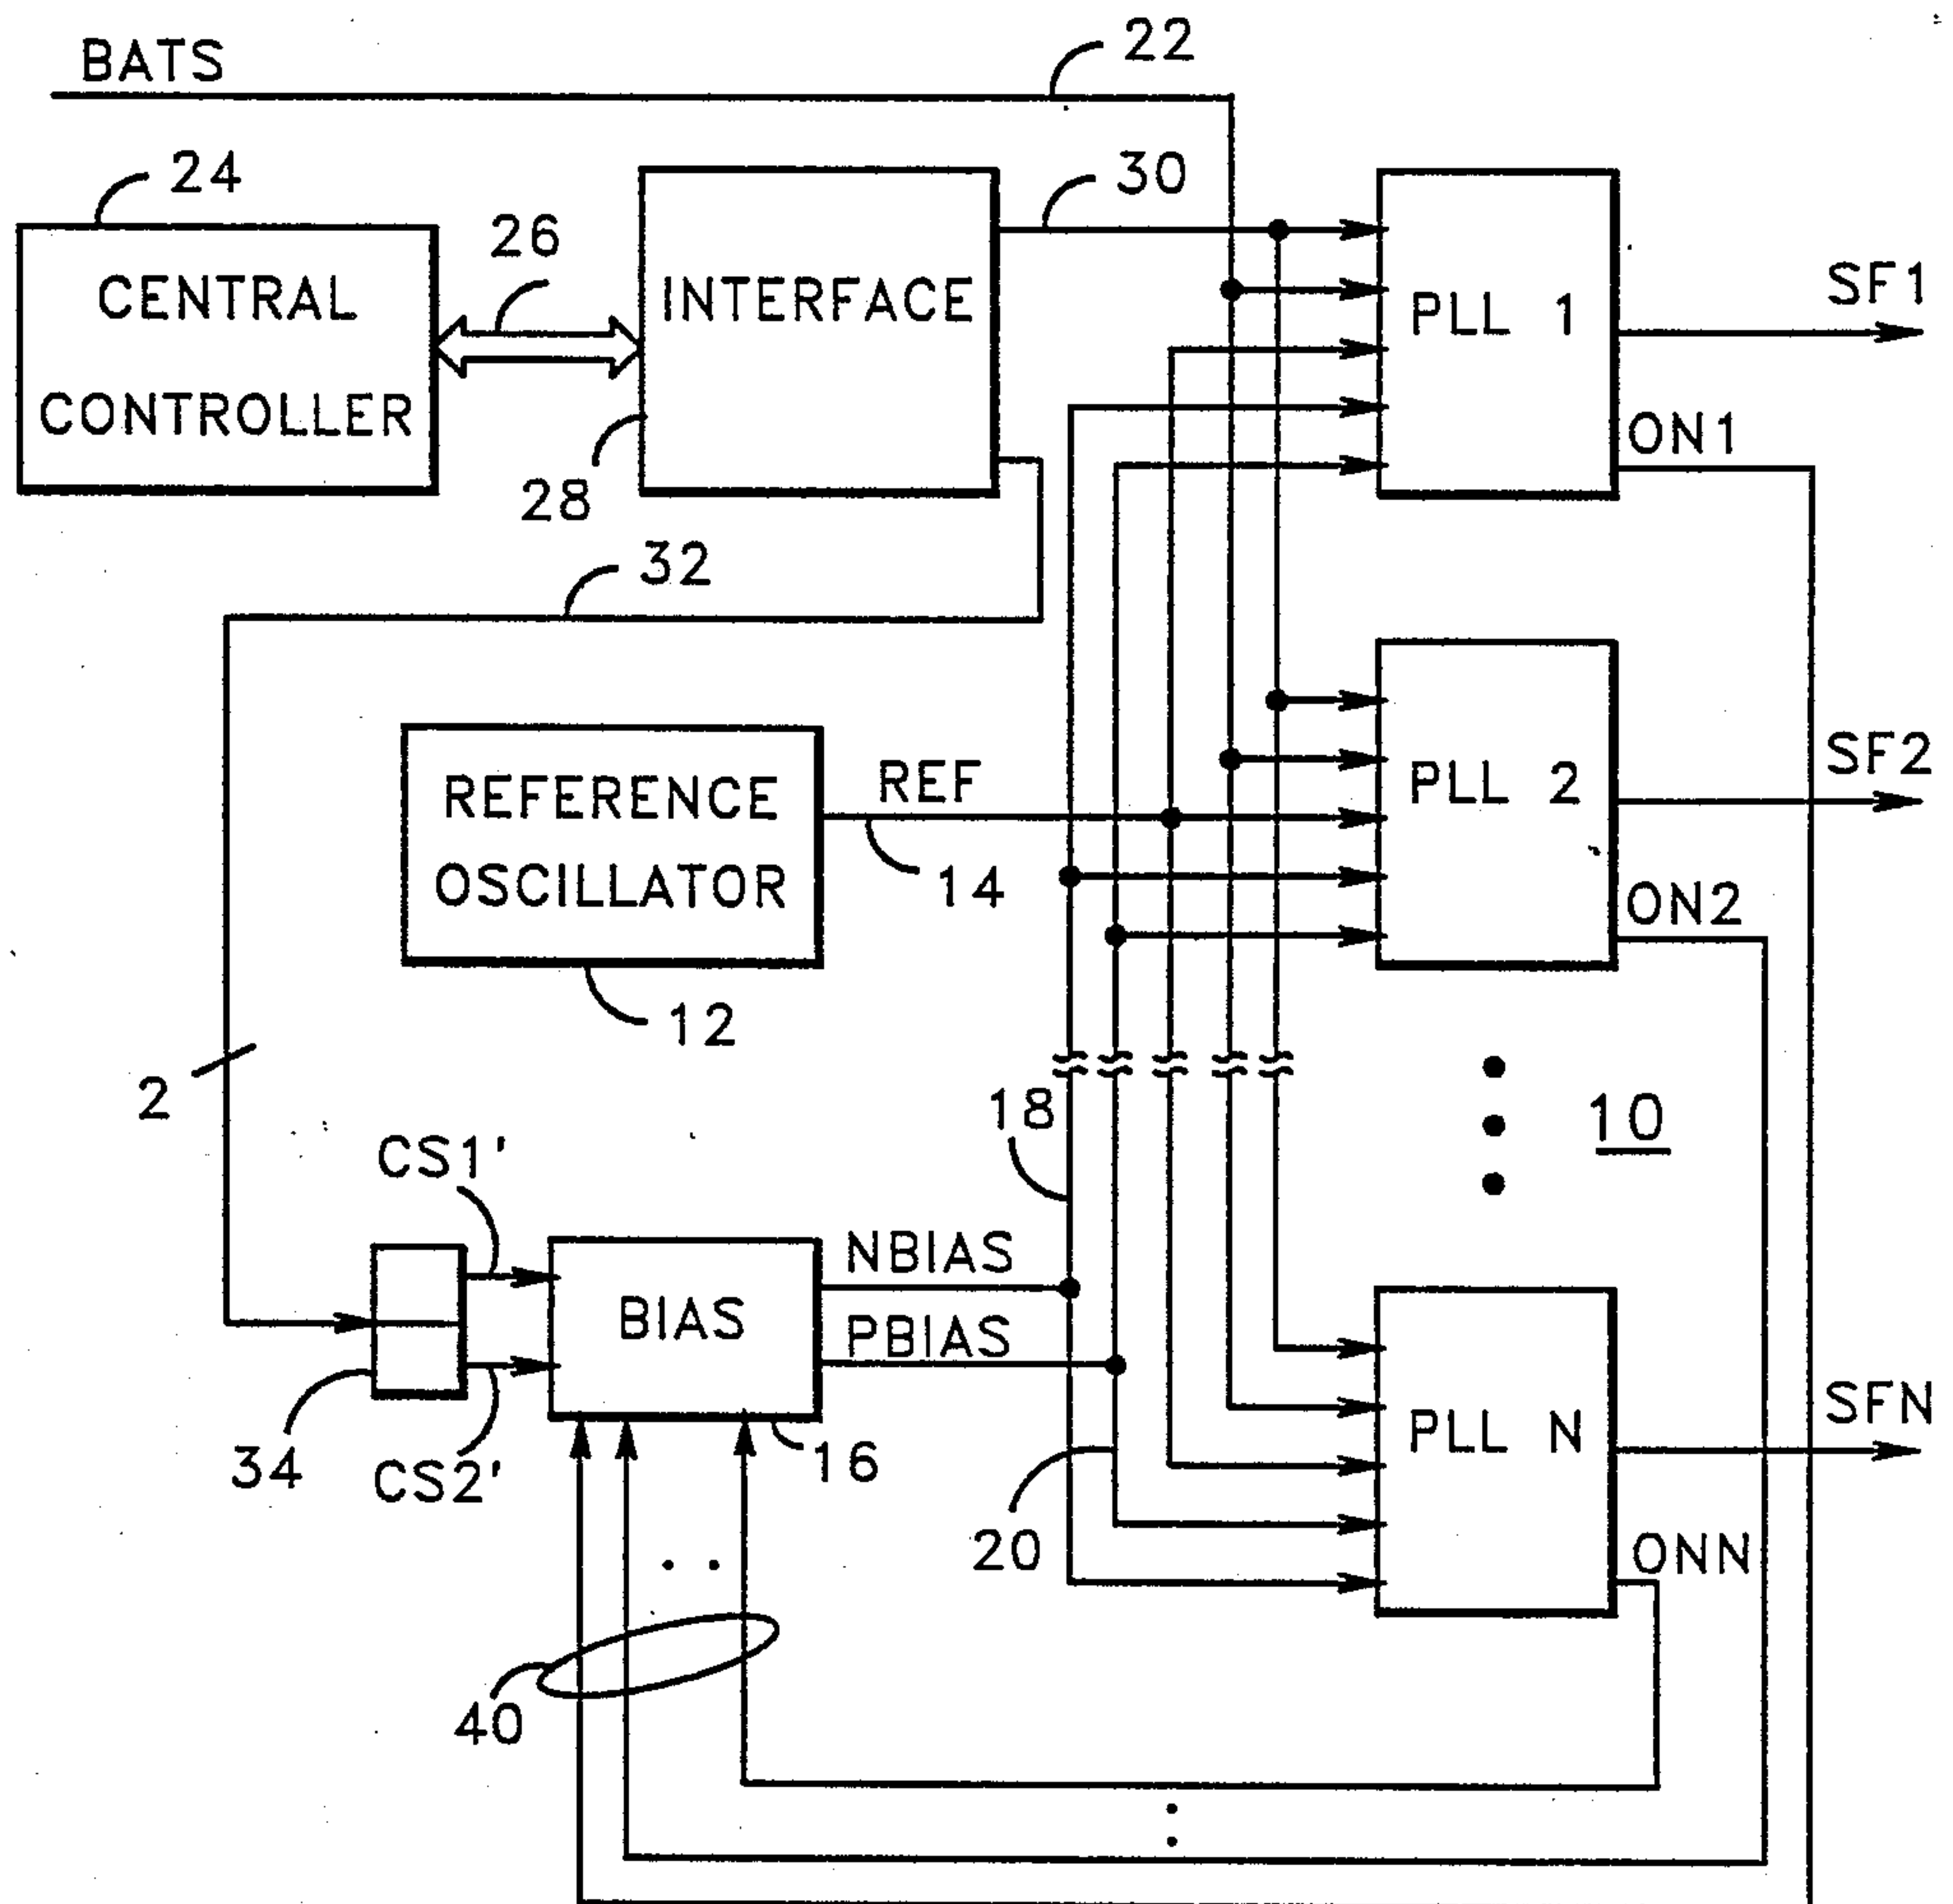 BATS
22
24
26
30
CENTRAL
CONTROLLER
INTERFACE
28
PLL 1
SF1
ON1
32
REFERENCE
OSCILLATOR
REF
14
12
PLL 2
SF2
ON2
2
18
10
CS1'
CS2'
34
BIAS
16
NBIAS
PBIAS
20
PLL N
SFN
ONN
40